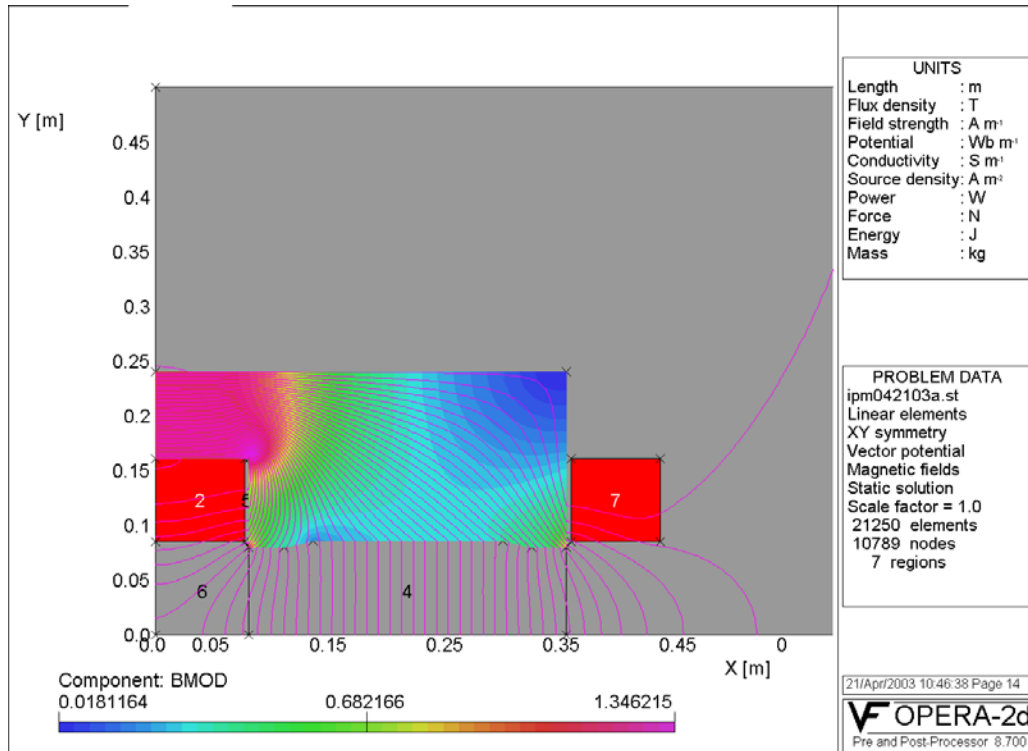 Y [m]
0.45
0.4
0.35
0.3
0.25
0.2
0.15
0.1
0.05
0.0
2
5
7
6
4
0.0 0.05 0.15 0.25 0.35 0.45 0
X [m]
Component: BMOD
0.0181164 0.682166 1.346215
UNITS
Length : m
Flux density : T
Field strength : A m-1
Potential : Wb m-1
Conductivity : S m-1
Source density: A m-2
Power : W
Force : N
Energy : J
Mass : kg
PROBLEM DATA
ipm042103a.st
Linear elements
XY symmetry
Vector potential
Magnetic fields
Static solution
Scale factor = 1.0
21250 elements
10789 nodes
7 regions
21/Apr/2003 10:46:38 Page 14
VF OPERA-2d
Pre and Post-Processor 8.700